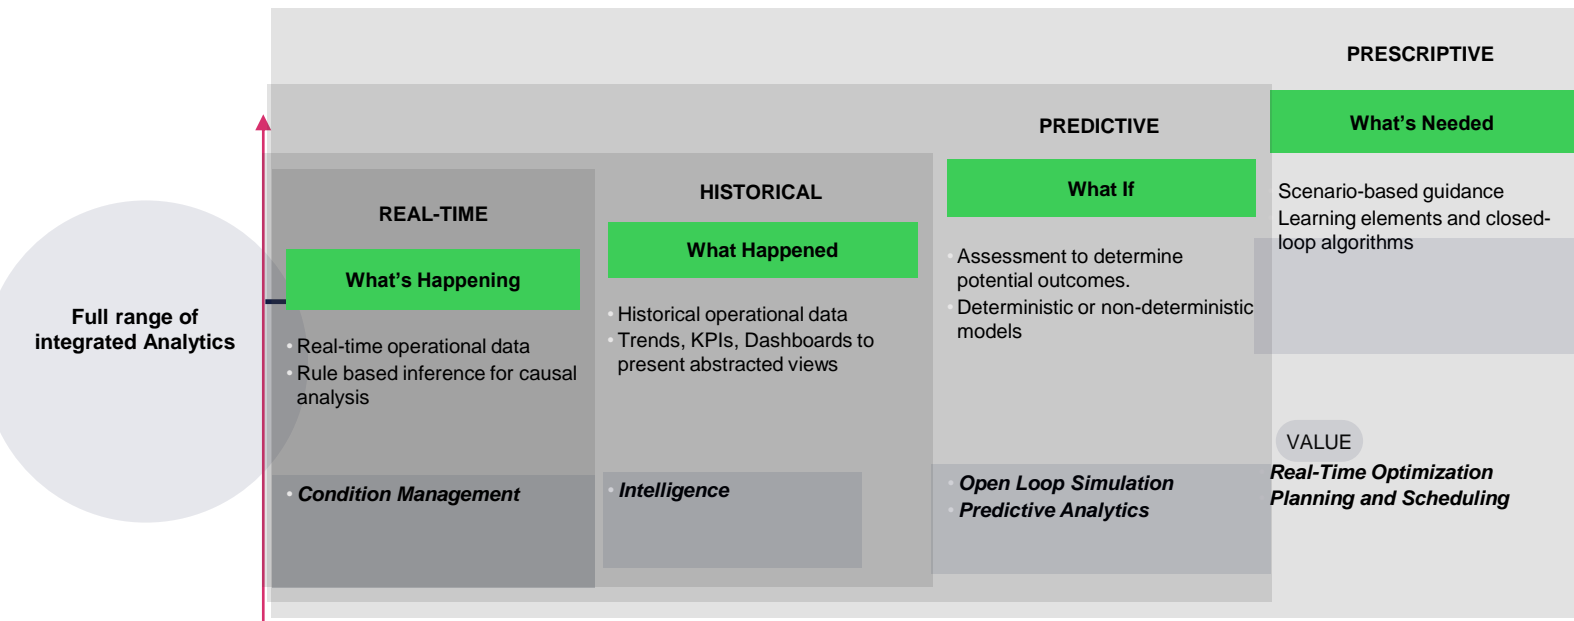 Full range of
integrated Analytics
REAL-TIME
What’s Happening
• Real-time operational data
• Rule based inference for causal
analysis
• Condition Management
HISTORICAL
What Happened
• Historical operational data
• Trends, KPIs, Dashboards to
present abstracted views
• Intelligence
PREDICTIVE
What If
• Assessment to determine
potential outcomes.
• Deterministic or non-deterministic
models
• Open Loop Simulation
• Predictive Analytics
PRESCRIPTIVE
What’s Needed
Scenario-based guidance
Learning elements and closed-
loop algorithms
VALUE
Real-Time Optimization
Planning and Scheduling